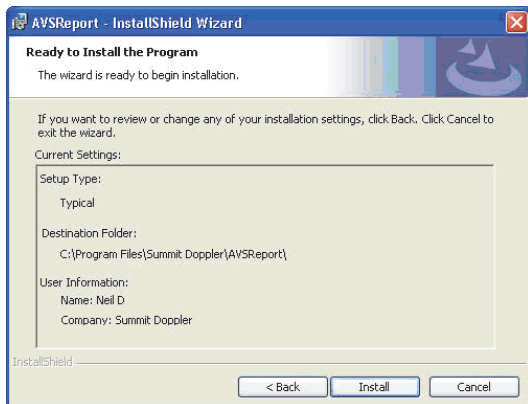 AVSReport - InstallShield Wizard
Ready to Install the Program
The wizard is ready to begin installation.
If you want to review or change any of your installation settings, click Back. Click Cancel to
exit the wizard.
Current Settings:
Setup Type:
Typical
Destination Folder:
C:\Program Files\Summit Doppler\AVSReport\
User Information:
Name: Neil D
Company: Summit Doppler
InstallShield
< Back
Install
Cancel